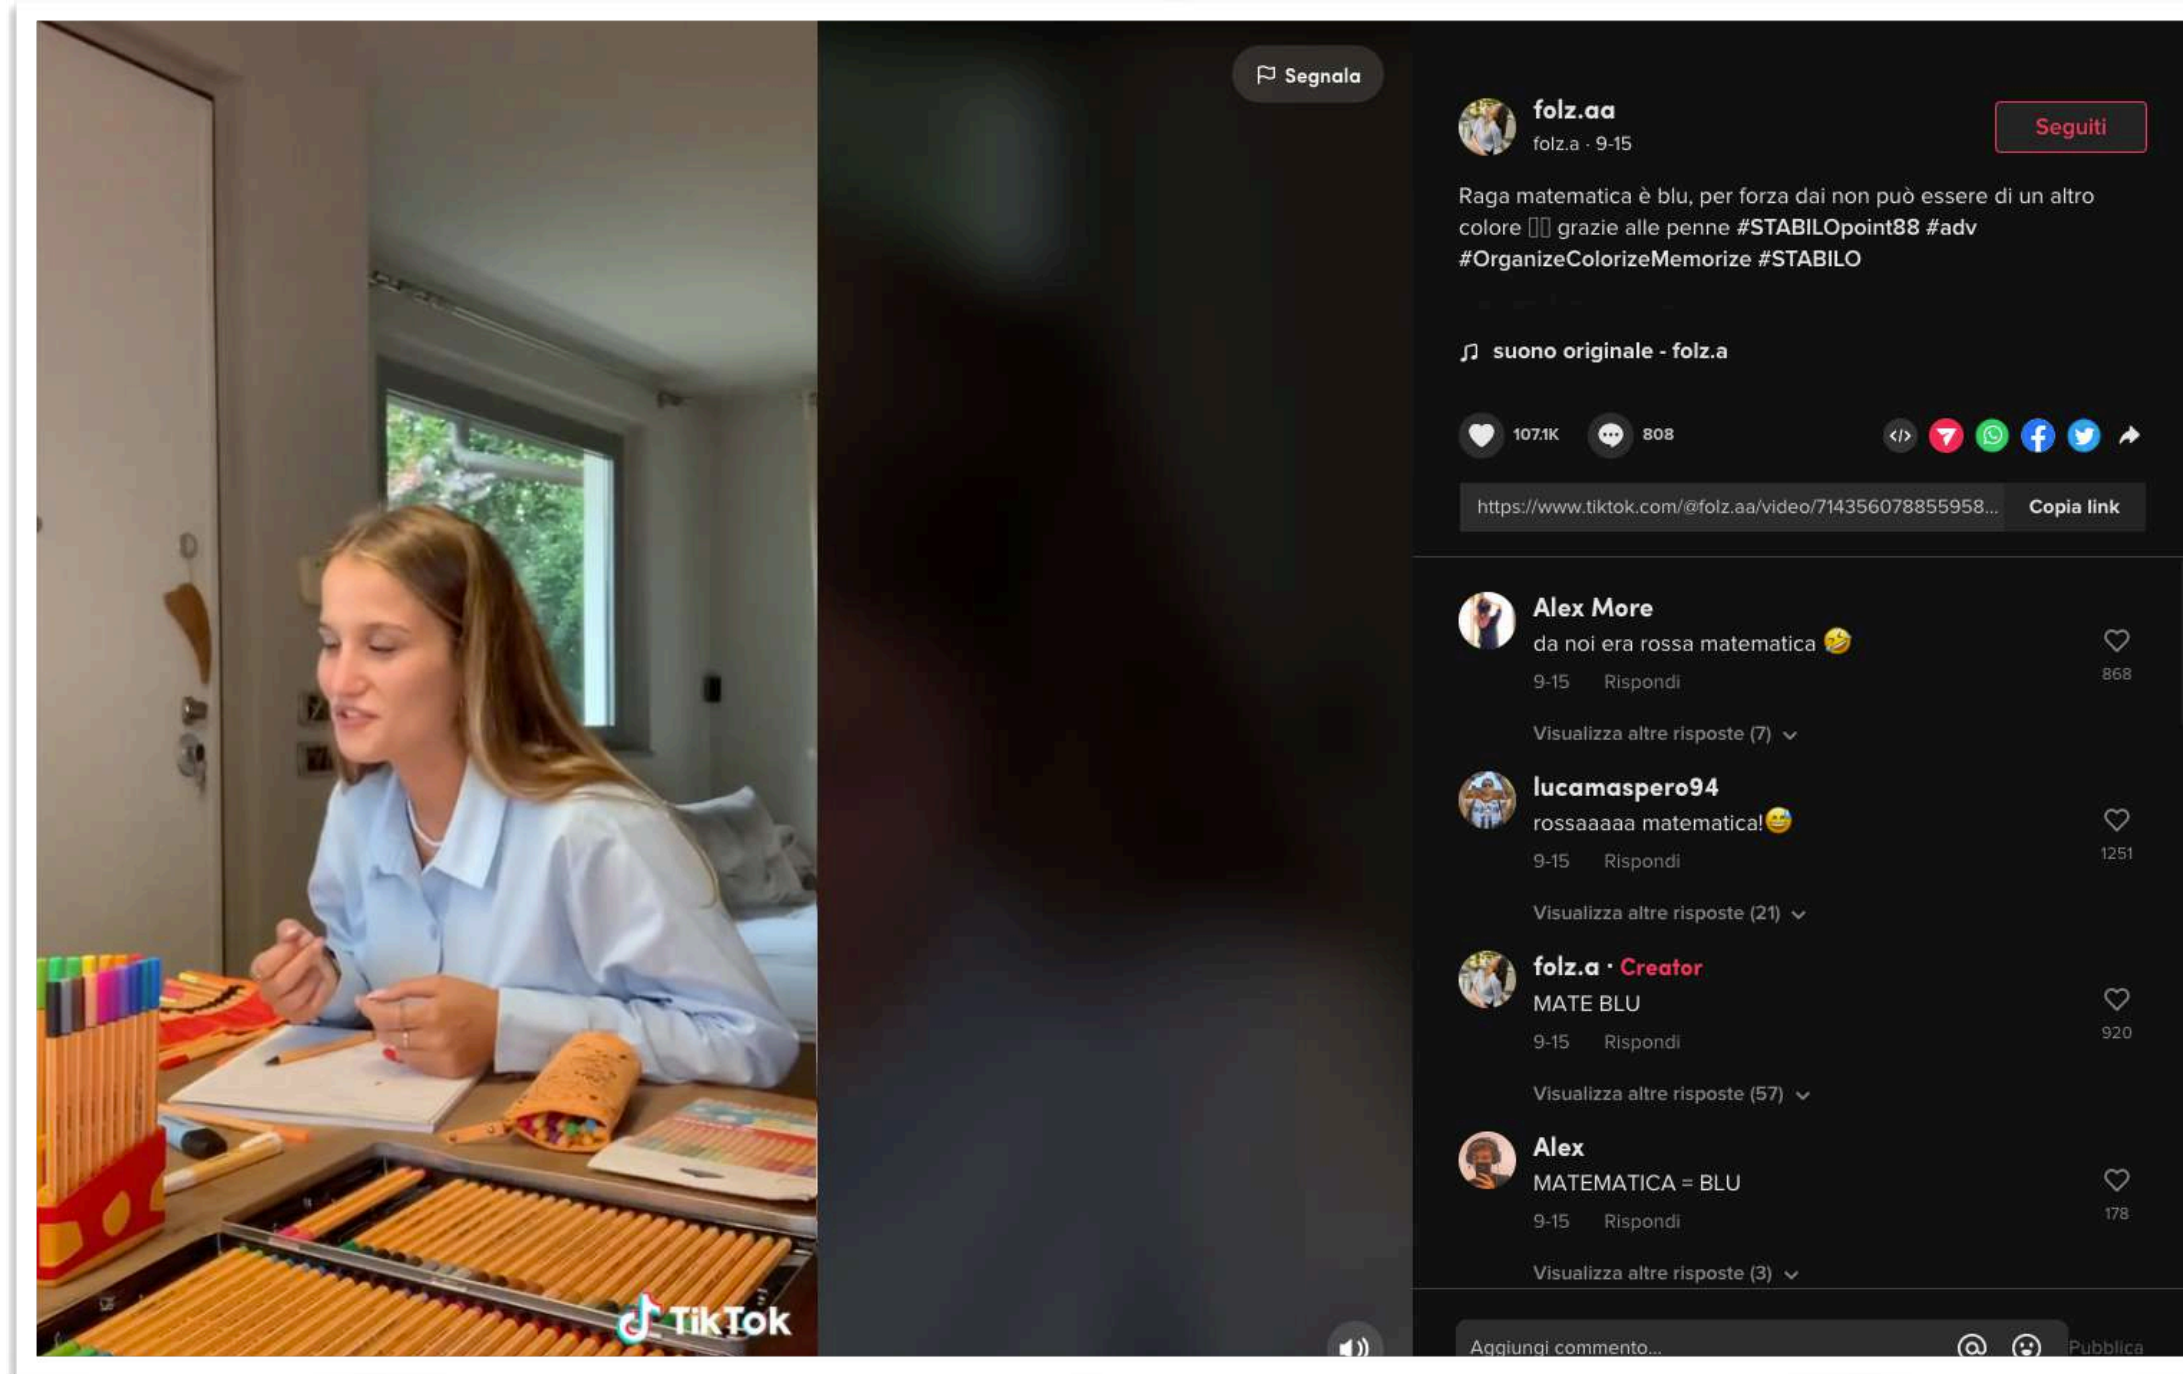 Segnala
folz.aa
folz.a · 9-15
Seguiti
Raga matematica è blu, per forza dai non può essere di un altro
colore grazie alle penne #STABILOpoint88 #adv
#OrganizeColorizeMemorize #STABILO
suono originale - folz.a
107.1K
808
https://www.tiktok.com/@folz.aa/video/714356078855958...
Copia link
Alex More
da noi era rossa matematica 🤣
868
9-15 Rispondi
Visualizza altre risposte (7)
lucamaspero94
rossaaaaa matematica!😅
1251
9-15 Rispondi
Visualizza altre risposte (21)
folz.a · Creator
MATE BLU
920
9-15 Rispondi
Visualizza altre risposte (57)
Alex
MATEMATICA = BLU
178
9-15 Rispondi
Visualizza altre risposte (3)
Aggiungi commento...
Pubblica
TikTok